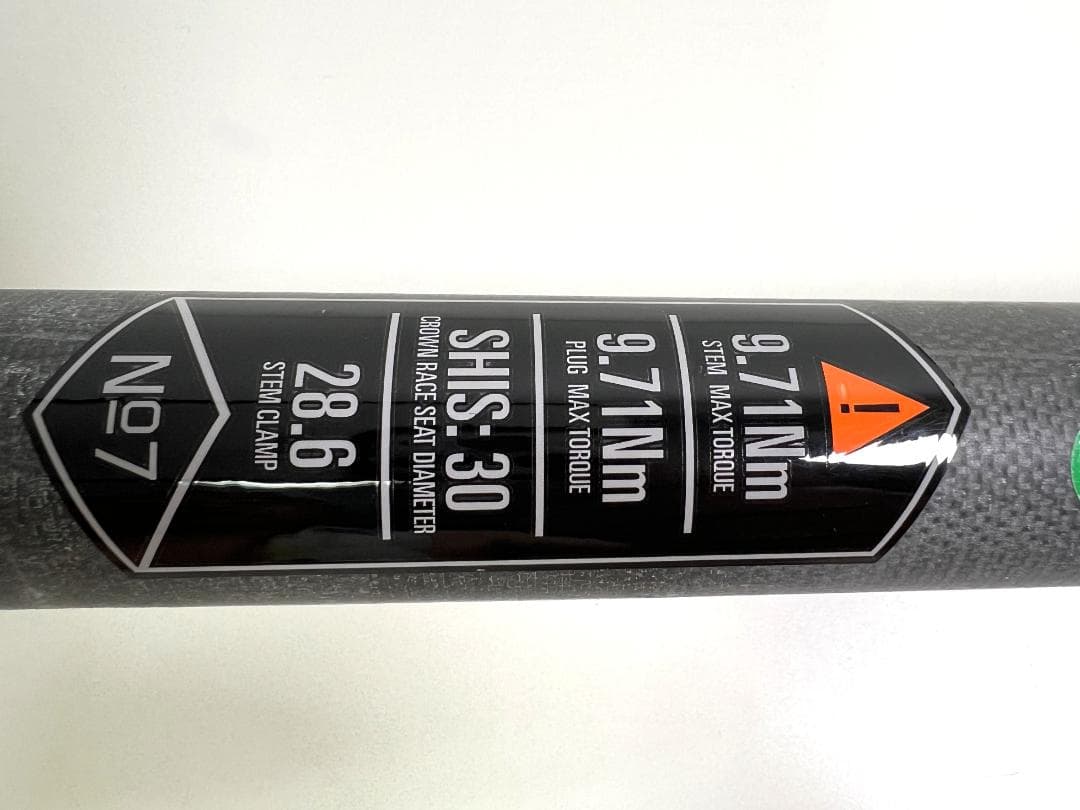 !
9.71Nm
STEM MAX TORQUE
9.71Nm
PLUG MAX TORQUE
SHIS: 30
CROWN RACE SEAT DIAMETER
28.6
STEM CLAMP
Nº7